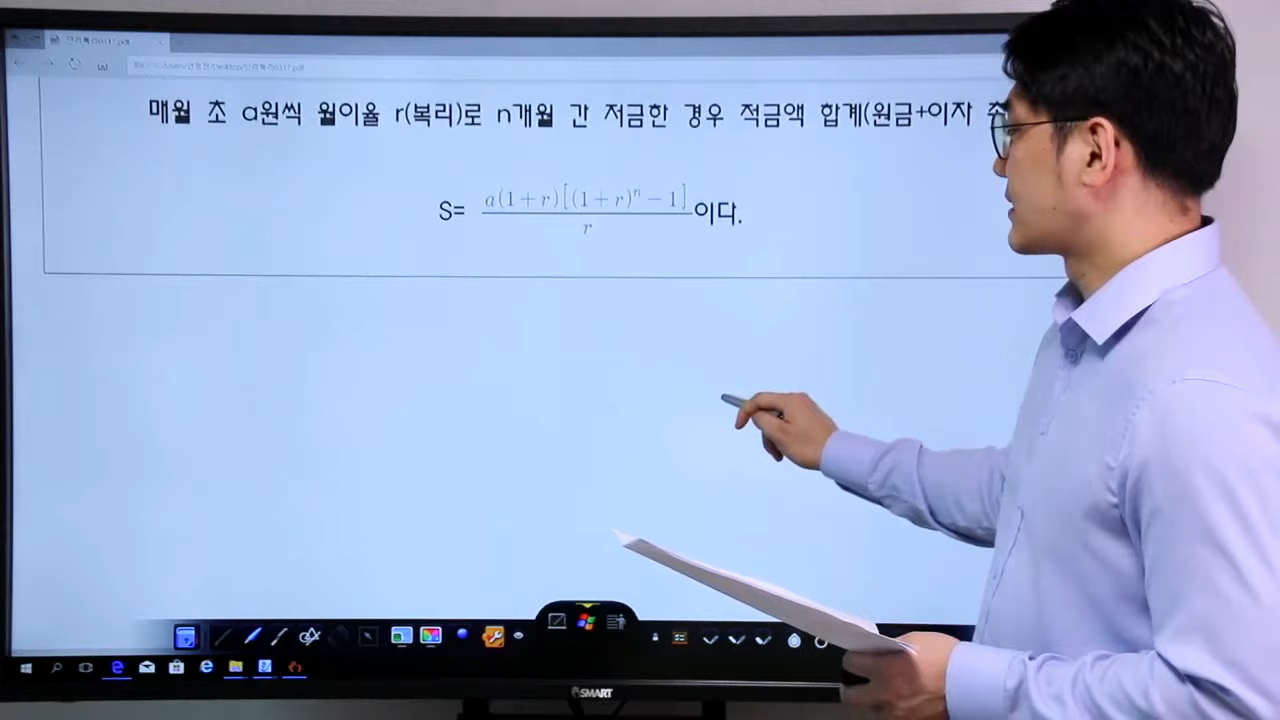 매월 초 a원씩 월이율 r(복리)로 n개월 간 저금한 경우 적금액 합계(원금+이자
S= a(1+r)[(1+r)ⁿ-1] / r 이다.
SMART